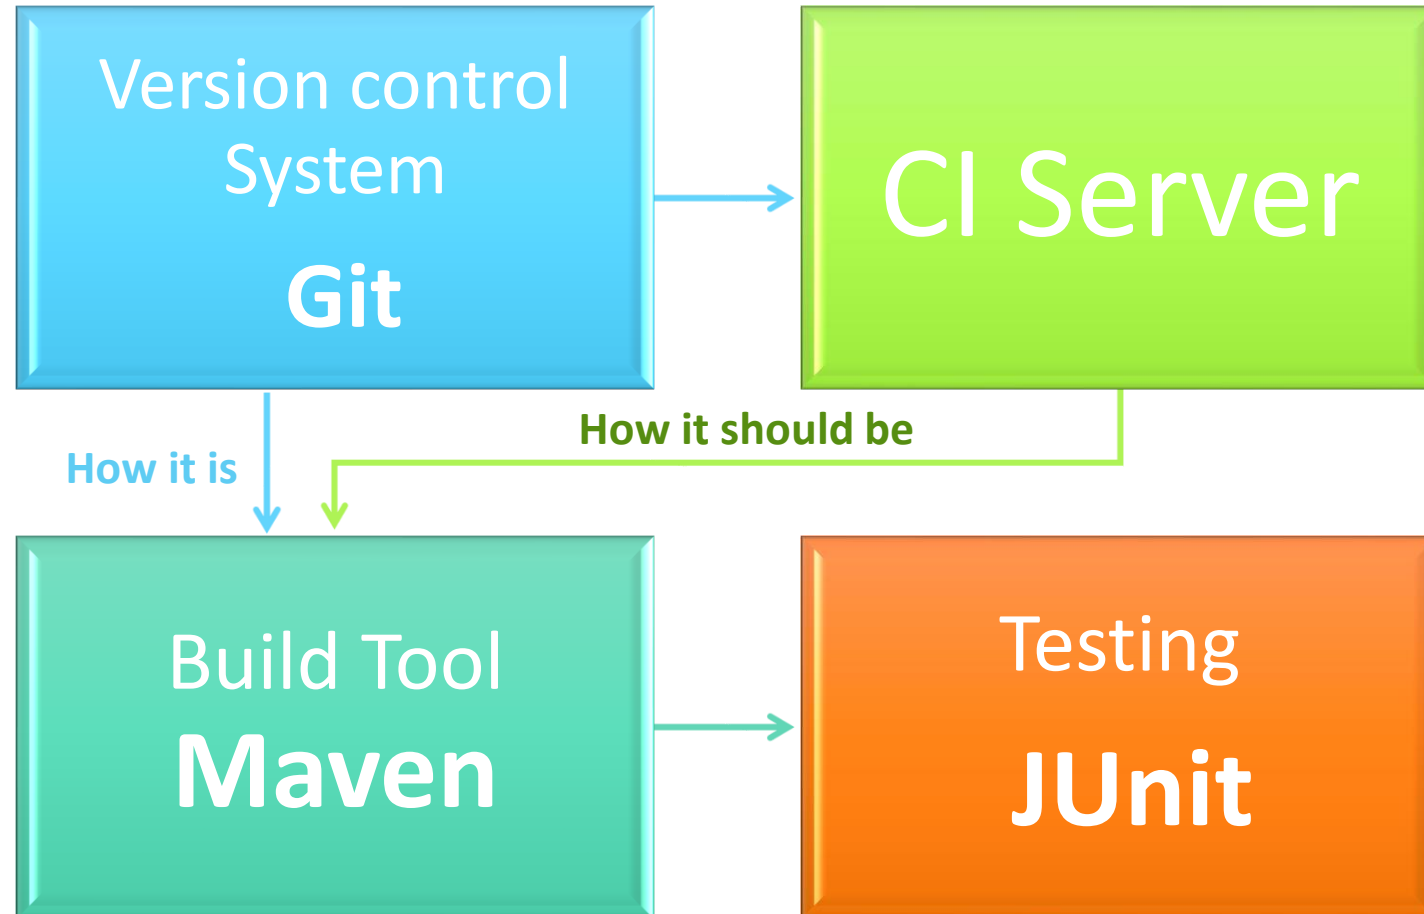 Version control
System
Git
CI Server
How it should be
How it is
Build Tool
Maven
Testing
JUnit